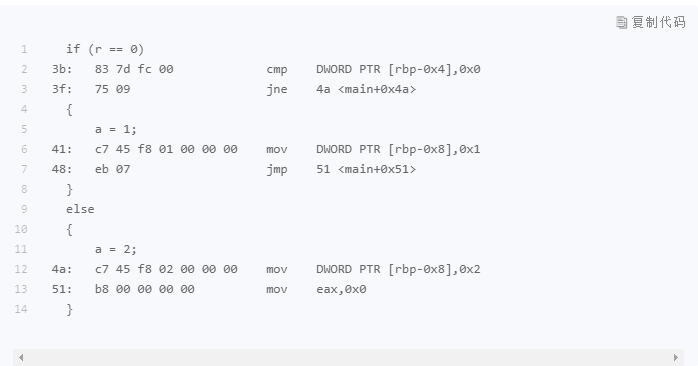 复制代码
1 if (r == 0)
2 3b: 83 7d fc 00 cmp DWORD PTR [rbp-0x4],0x0
3 3f: 75 09 jne 4a <main+0x4a>
4 {
5 a = 1;
6 41: c7 45 f8 01 00 00 00 mov DWORD PTR [rbp-0x8],0x1
7 48: eb 07 jmp 51 <main+0x51>
8 }
9 else
10 {
11 a = 2;
12 4a: c7 45 f8 02 00 00 00 mov DWORD PTR [rbp-0x8],0x2
13 51: b8 00 00 00 00 mov eax,0x0
14 }